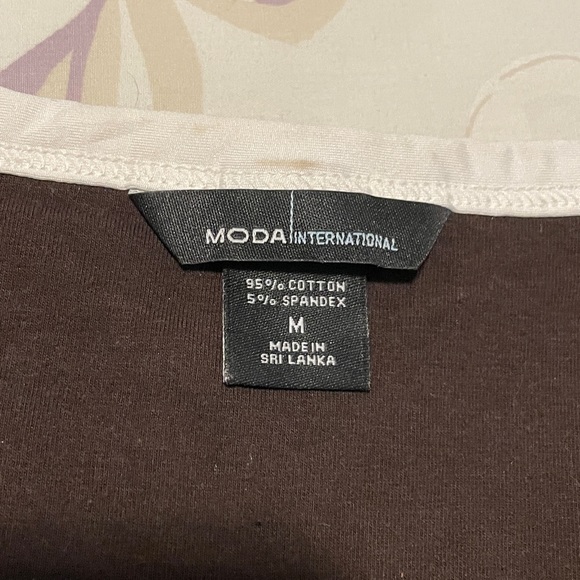 MODA INTERNATIONAL
95% COTTON
5% SPANDEX
M
MADE IN
SRI LANKA